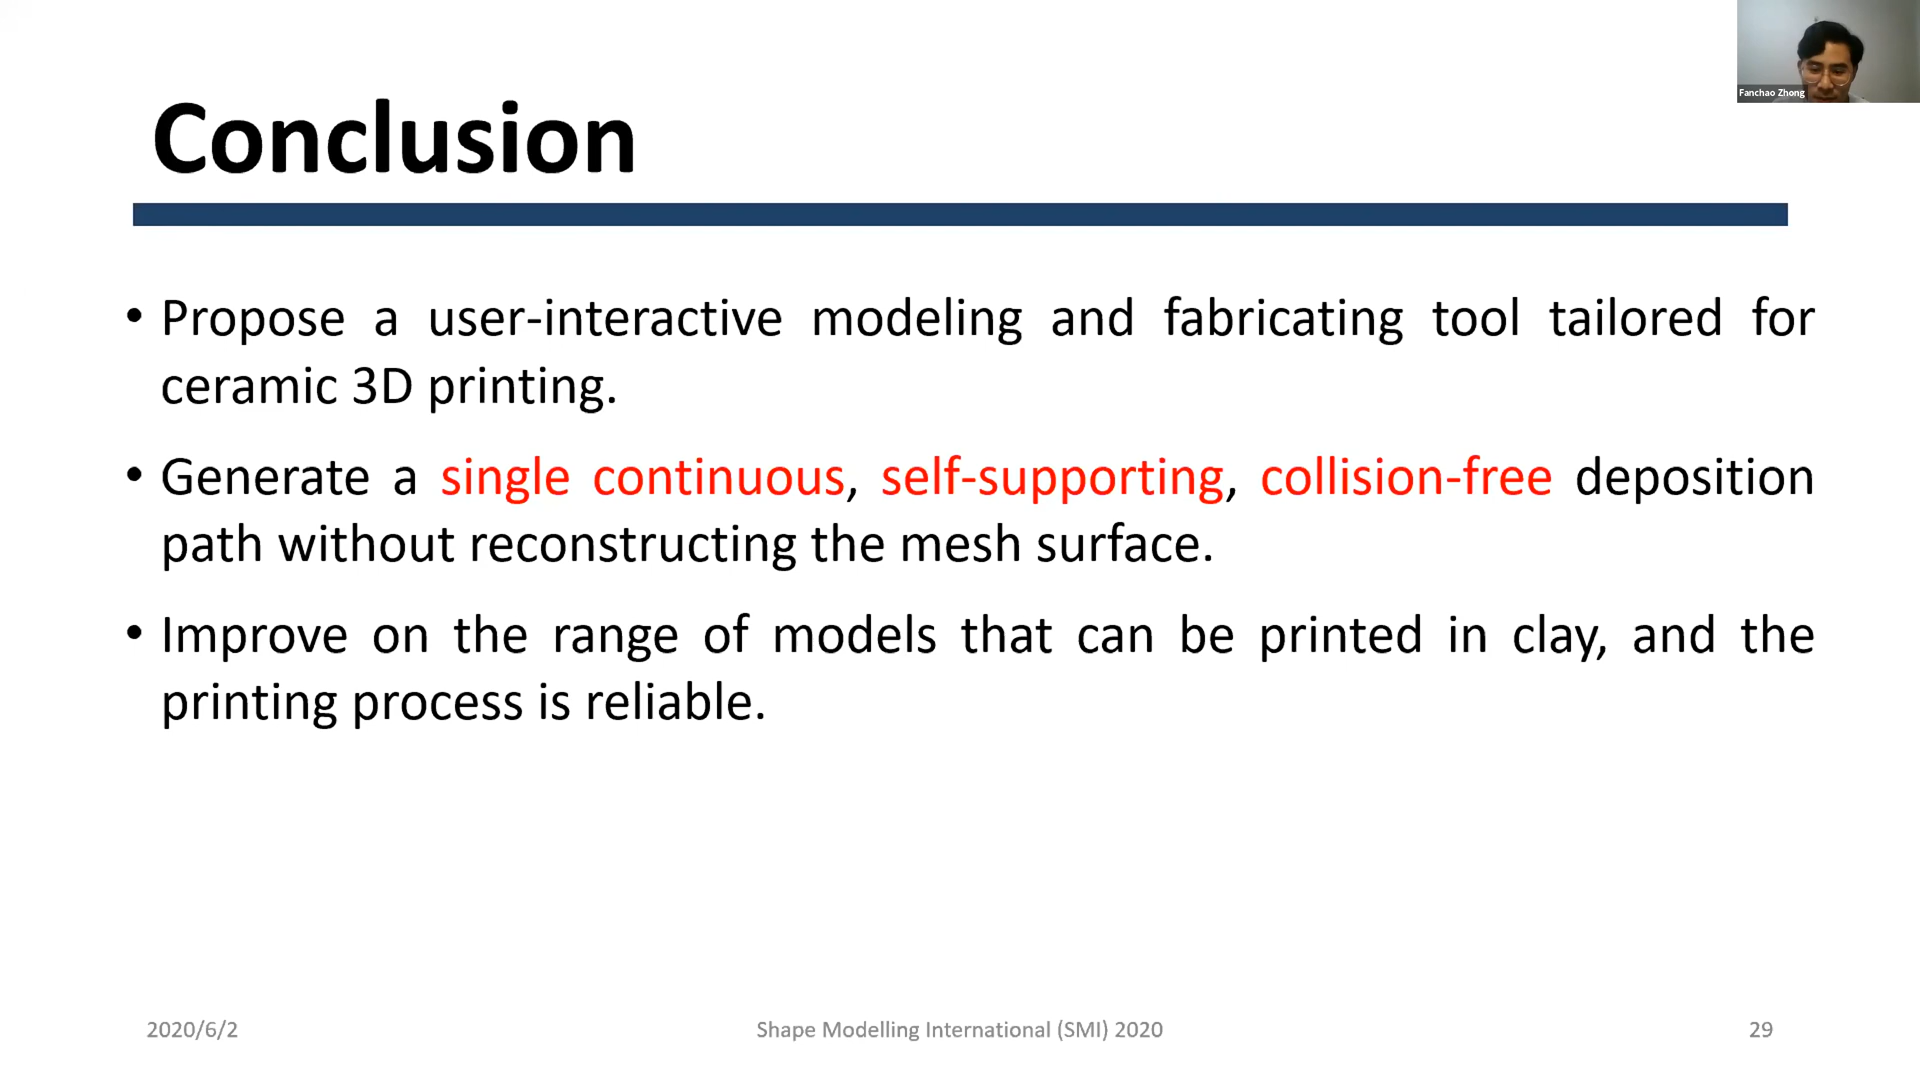 Fanchao Zhong
Conclusion
• Propose a user-interactive modeling and fabricating tool tailored for
ceramic 3D printing.
• Generate a single continuous, self-supporting, collision-free deposition
path without reconstructing the mesh surface.
• Improve on the range of models that can be printed in clay, and the
printing process is reliable.
2020/6/2
Shape Modelling International (SMI) 2020
29